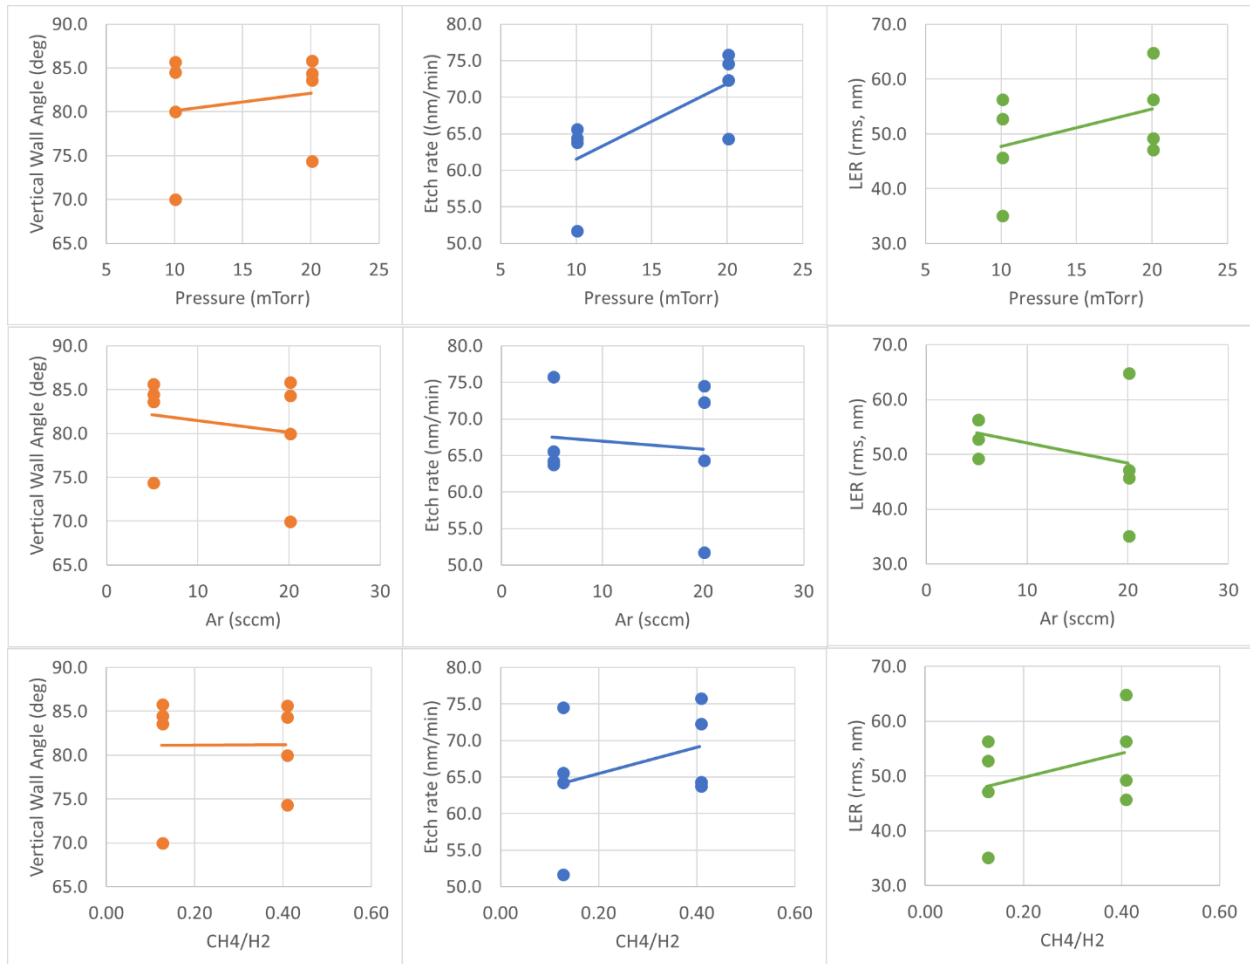 Vertical Wall Angle (deg)
90.0
85.0
80.0
75.0
70.0
65.0
5 10 15 20 25
Pressure (mTorr)
Etch rate ((nm/min)
80.0
75.0
70.0
65.0
60.0
55.0
50.0
5 10 15 20 25
Pressure (mTorr)
LER (rms, nm)
70.0
60.0
50.0
40.0
30.0
5 10 15 20 25
Pressure (mTorr)
Vertical Wall Angle (deg)
90.0
85.0
80.0
75.0
70.0
65.0
0 10 20 30
Ar (sccm)
Etch rate (nm/min)
80.0
75.0
70.0
65.0
60.0
55.0
50.0
0 10 20 30
Ar (sccm)
LER (rms, nm)
70.0
60.0
50.0
40.0
30.0
0 10 20 30
Ar (sccm)
Vertical Wall Angle (deg)
90.0
85.0
80.0
75.0
70.0
65.0
0.00 0.20 0.40 0.60
CH4/H2
Etch rate (nm/min)
80.0
75.0
70.0
65.0
60.0
55.0
50.0
0.00 0.20 0.40 0.60
CH4/H2
LER (rms, nm)
70.0
60.0
50.0
40.0
30.0
0.00 0.20 0.40 0.60
CH4/H2